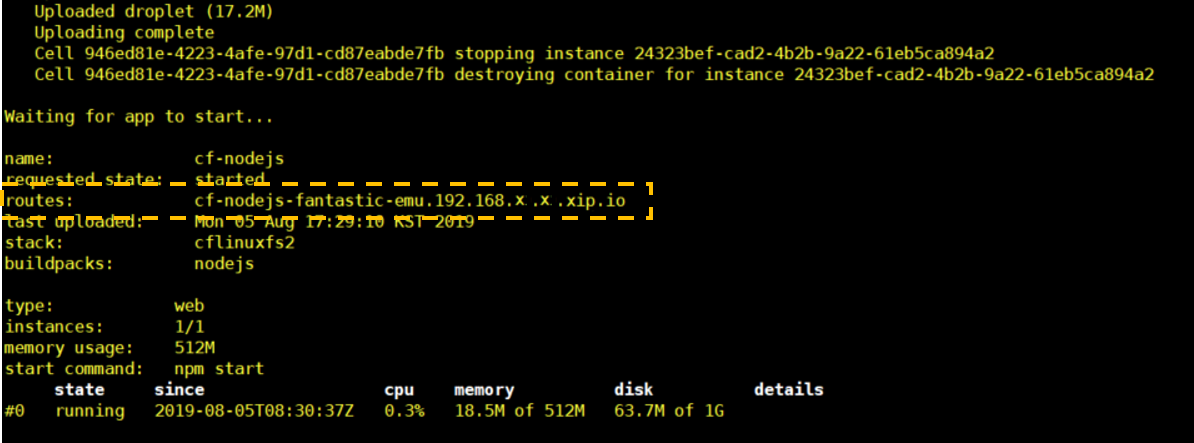 Uploaded droplet (17.2M)
Uploading complete
Cell 946ed81e-4223-4afe-97d1-cd87eabde7fb stopping instance 24323bef-cad2-4b2b-9a22-61eb5ca894a2
Cell 946ed81e-4223-4afe-97d1-cd87eabde7fb destroying container for instance 24323bef-cad2-4b2b-9a22-61eb5ca894a2
Waiting for app to start...
name: cf-nodejs
requested state: started
routes: cf-nodejs-fantastic-emu.192.168.x.x.xip.io
last uploaded: Mon 05 Aug 17:29:10 KST 2019
stack: cflinuxfs2
buildpacks: nodejs
type: web
instances: 1/1
memory usage: 512M
start command: npm start
state since cpu memory disk details
#0 running 2019-08-05T08:30:37Z 0.3% 18.5M of 512M 63.7M of 1G